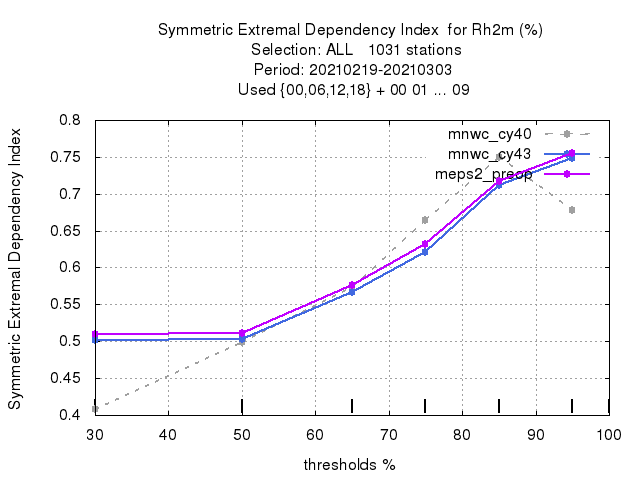 Symmetric Extremal Dependency Index  for Rh2m (%)
Selection: ALL   1031 stations
Period: 20210219-20210303
Used {00,06,12,18} + 00 01 ... 09
Symmetric Extremal Dependency Index
0.8
0.75
0.7
0.65
0.6
0.55
0.5
0.45
0.4
mnwc_cy40
mnwc_cy43
meps2_preop
30 40 50 60 70 80 90 100
thresholds %